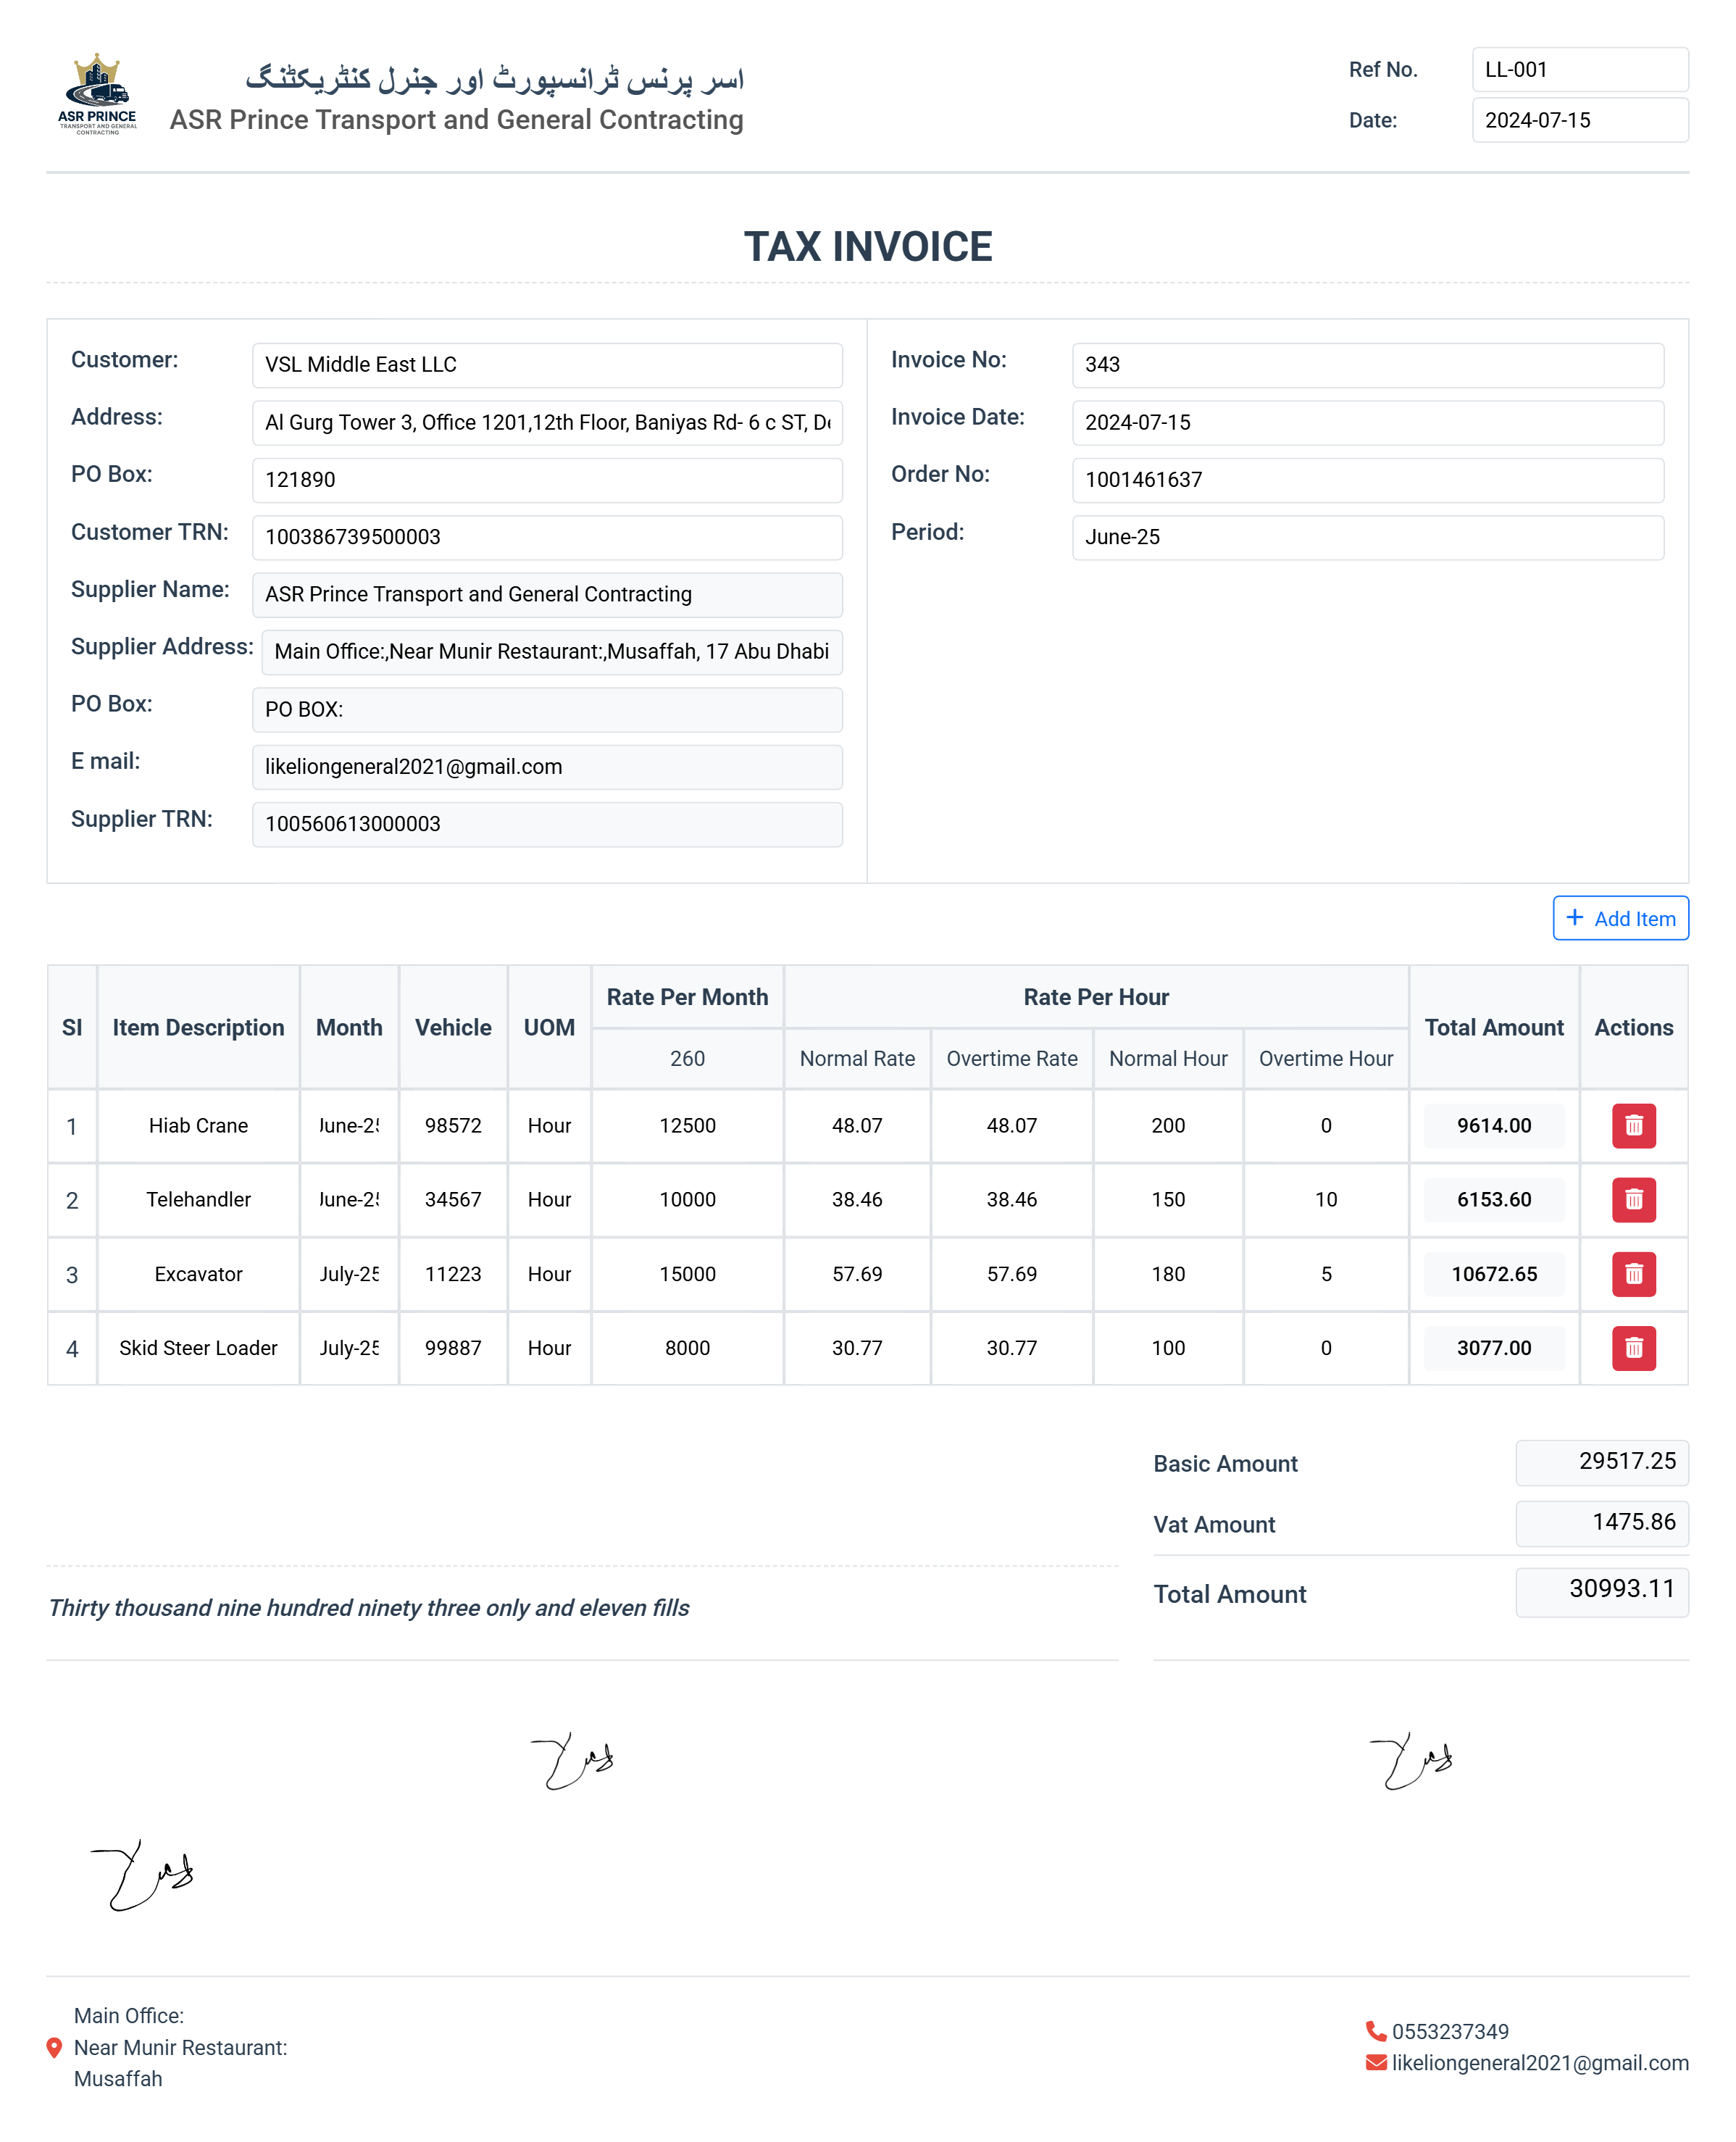 ASR PRINCE
TRANSPORT AND GENERAL
CONTRACTING
اسر پرنس ٹرانسپورٹ اور جنرل کنٹریکٹنگ
ASR Prince Transport and General Contracting
Ref No. LL-001
Date: 2024-07-15
TAX INVOICE
Customer: VSL Middle East LLC
Address: Al Gurg Tower 3, Office 1201,12th Floor, Baniyas Rd- 6 c ST,
PO Box: 121890
Customer TRN: 100386739500003
Supplier Name: ASR Prince Transport and General Contracting
Supplier Address: Main Office:,Near Munir Restaurant:,Musaffah, 17 Abu Dhabi
PO Box: PO BOX:
E mail: likeliongeneral2021@gmail.com
Supplier TRN: 100560613000003
Invoice No: 343
Invoice Date: 2024-07-15
Order No: 1001461637
Period: June-25
+ Add Item
SI Item Description Month Vehicle UOM Rate Per Month Rate Per Hour Total Amount Actions
260 Normal Rate Overtime Rate Normal Hour Overtime Hour
1 Hiab Crane June-25 98572 Hour 12500 48.07 48.07 200 0 9614.00
2 Telehandler June-25 34567 Hour 10000 38.46 38.46 150 10 6153.60
3 Excavator July-25 11223 Hour 15000 57.69 57.69 180 5 10672.65
4 Skid Steer Loader July-25 99887 Hour 8000 30.77 30.77 100 0 3077.00
Basic Amount 29517.25
Vat Amount 1475.86
Total Amount 30993.11
Thirty thousand nine hundred ninety three only and eleven fills
Main Office:
Near Munir Restaurant:
Musaffah
0553237349
likeliongeneral2021@gmail.com